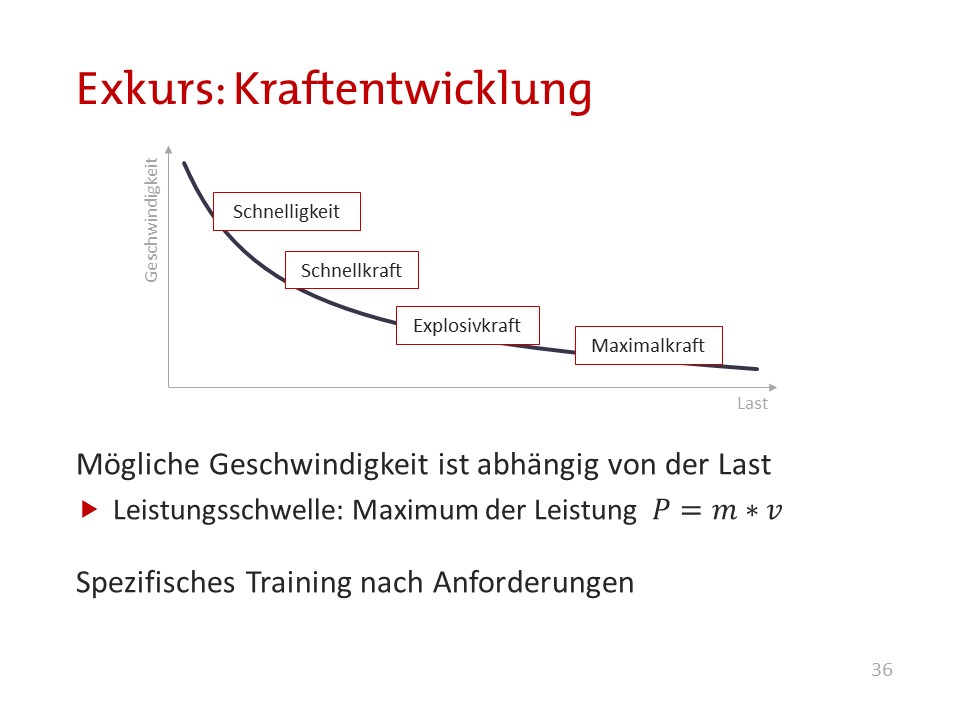 Exkurs: Kraftentwicklung
Geschwindigkeit
Schnelligkeit
Schnellkraft
Explosivkraft
Maximalkraft
Last
Mögliche Geschwindigkeit ist abhängig von der Last
Leistungsschwelle: Maximum der Leistung P = m ∗ v
Spezifisches Training nach Anforderungen
36